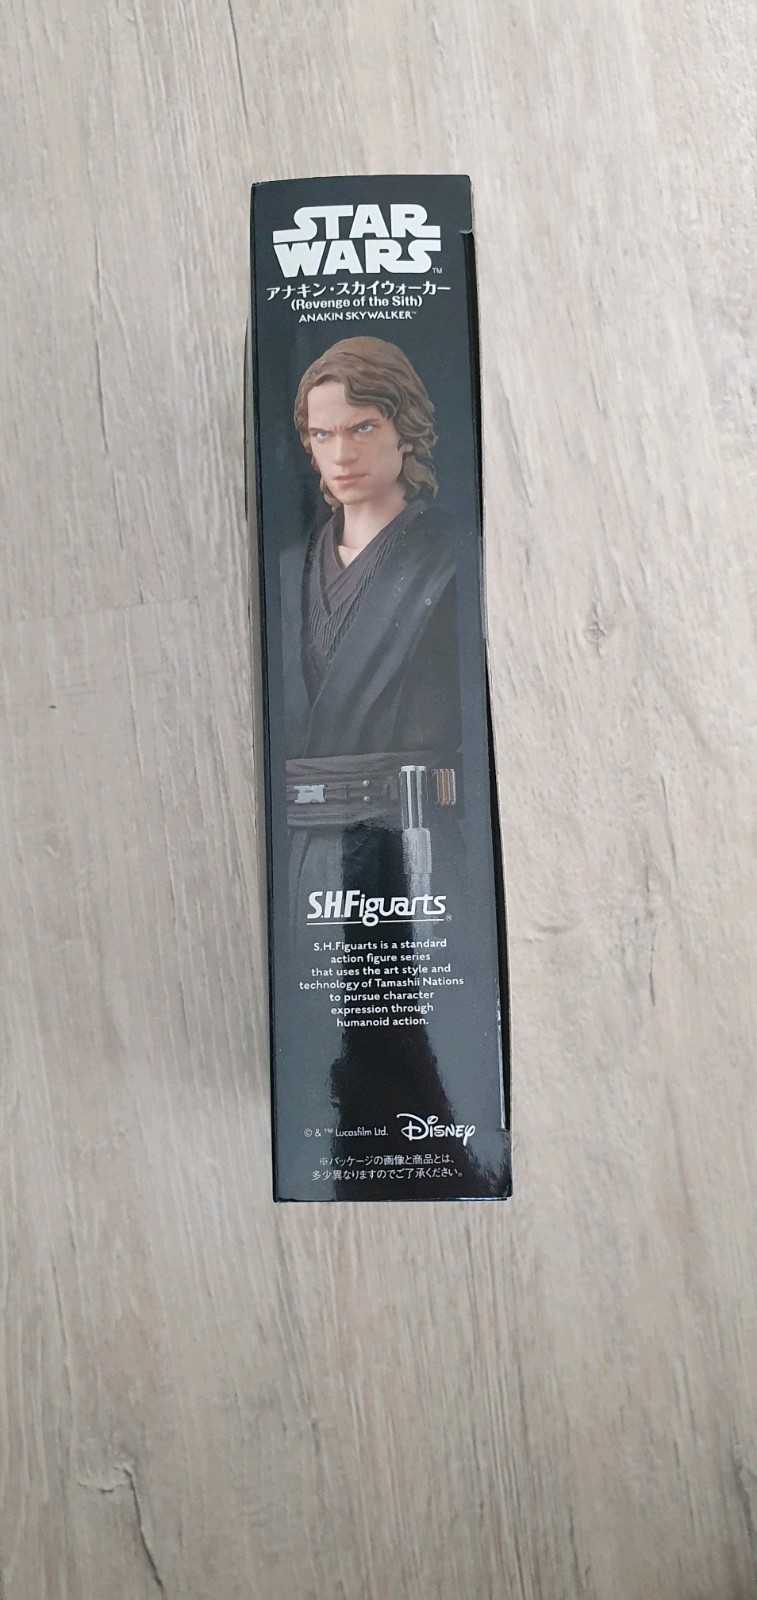 STAR
WARS™
アナキン・スカイウォーカー
(Revenge of the Sith)
ANAKIN SKYWALKER™
S.H.Figuarts®
S.H.Figuarts is a standard
action figure series
that uses the art style and
technology of Tamashii Nations
to pursue character
expression through
humanoid action.
© & ™ Lucasfilm Ltd. Disney
※パッケージの画像と商品とは、
多少異なりますのでご了承ください。